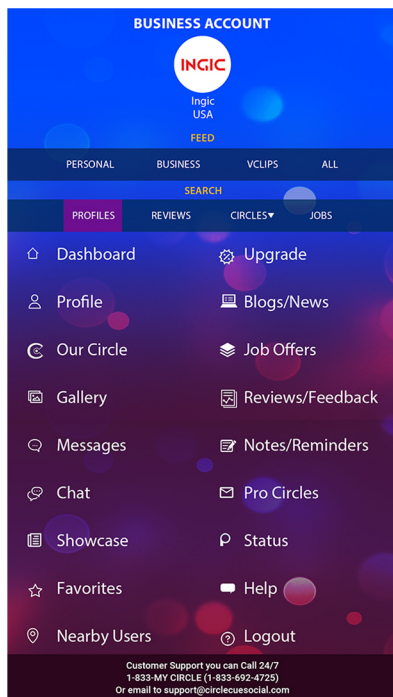 BUSINESS ACCOUNT
INGIC
Ingic
USA
FEED
PERSONAL BUSINESS VCLIPS ALL
SEARCH
PROFILES REVIEWS CIRCLES▼ JOBS
Dashboard Upgrade
Profile Blogs/News
Our Circle Job Offers
Gallery Reviews/Feedback
Messages Notes/Reminders
Chat Pro Circles
Showcase Status
Favorites Help
Nearby Users Logout
Customer Support you can Call 24/7
1-833-MY CIRCLE (1-833-692-4725)
Or email to support@circlecuesocial.com